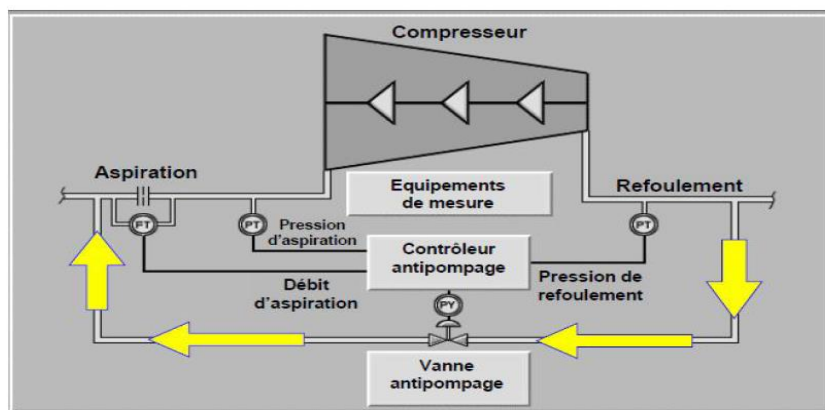 Compresseur
Aspiration
Equipements
de mesure
Refoulement
PT
PT
PT
Pression
d'aspiration
Contrôleur
antipompage
Débit
d'aspiration
Pression de
refoulement
PY
Vanne
antipompage